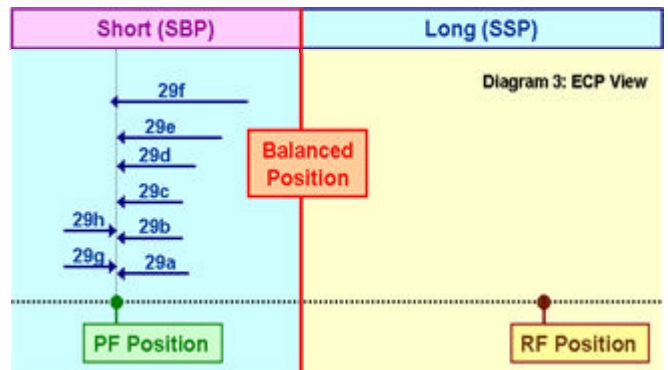 Short (SBP)
Long (SSP)
Diagram 3: ECP View
29f
29e
29d
29c
29h
29b
29g
29a
Balanced
Position
PF Position
RF Position